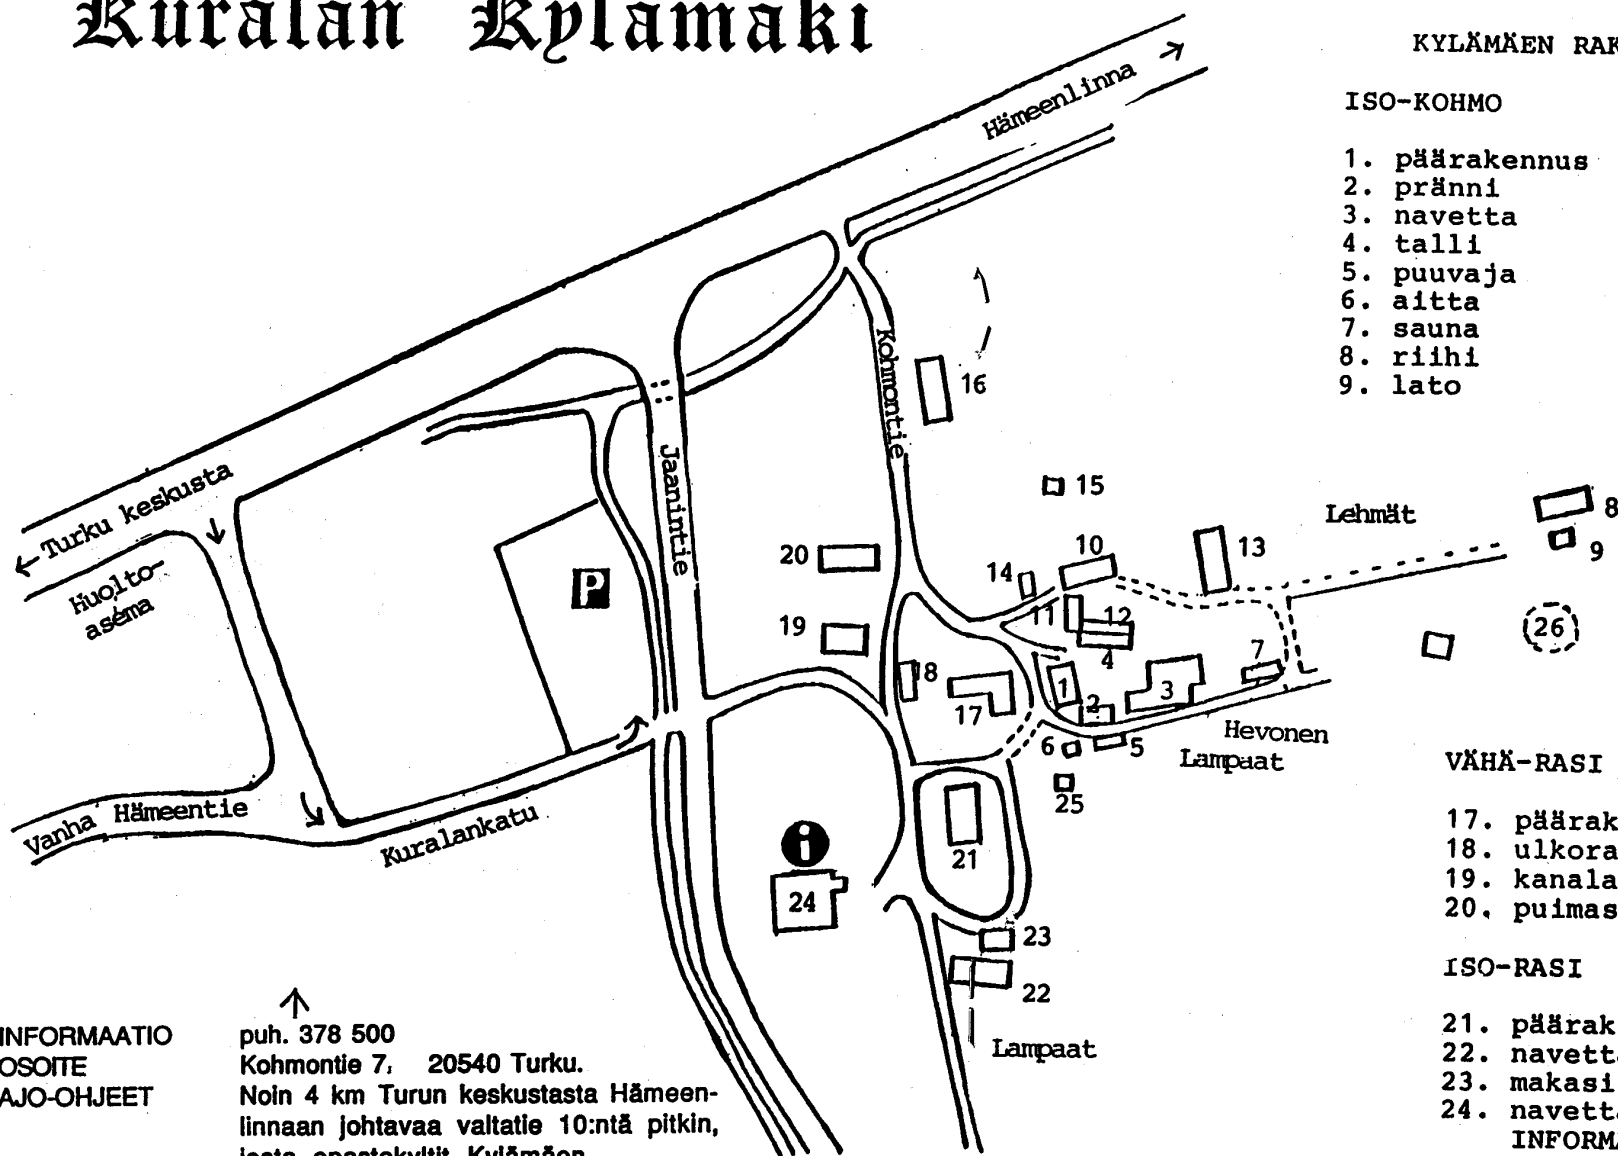 Kuralan Kylämäki
KYLÄMÄEN RAK
ISO-KOHMO
1. päärakennus
2. pränni
3. navetta
4. talli
5. puuvaja
6. aitta
7. sauna
8. riihi
9. lato
Hämeenlinna →
Kohmontie
16
15
← Turku keskusta
Huolto-
asema
Jaanintie
P
20
19
14
10
13
11
12
4
Lehmät
8
9
26
18
17
1
2
3
7
6
5
25
Hevonen
Lampaat
Vanha Hämeentie
Kuralankatu
i
24
21
23
22
Lampaat
VÄHÄ-RASI
17. päärak
18. ulkora
19. kanala
20. puimas
ISO-RASI
21. päärak
22. navetta
23. makasi
24. navetta
INFORMA
INFORMAATIO puh. 378 500
OSOITE Kohmontie 7, 20540 Turku.
AJO-OHJEET Noin 4 km Turun keskustasta Hämeen-
linnaan johtavaa valtatie 10:ntä pitkin,
josta opastekyltit Kylämäen